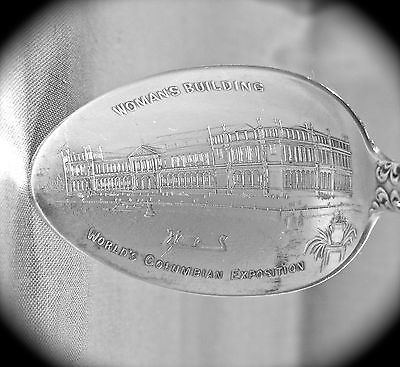 WOMAN'S BUILDING
WORLD'S COLUMBIAN EXPOSITION